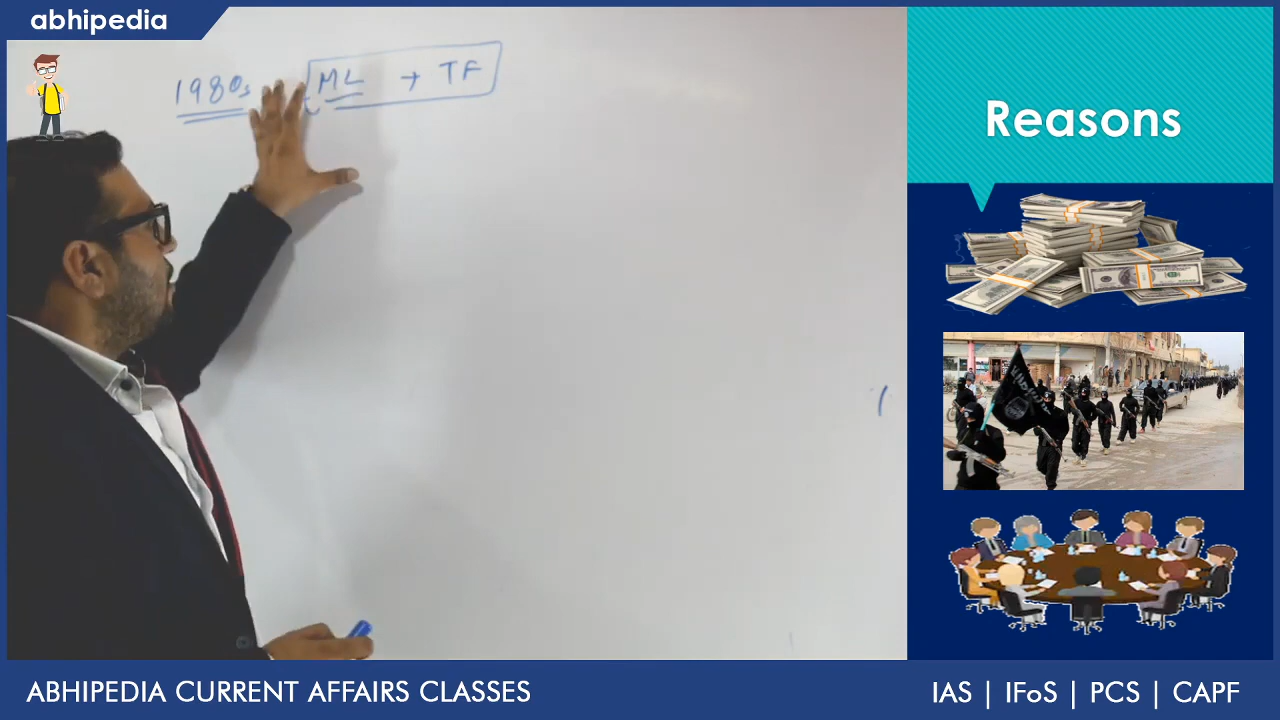 abhipedia
1980s ML + TF
Reasons
ABHIPEDIA CURRENT AFFAIRS CLASSES
IAS | IFoS | PCS | CAPF